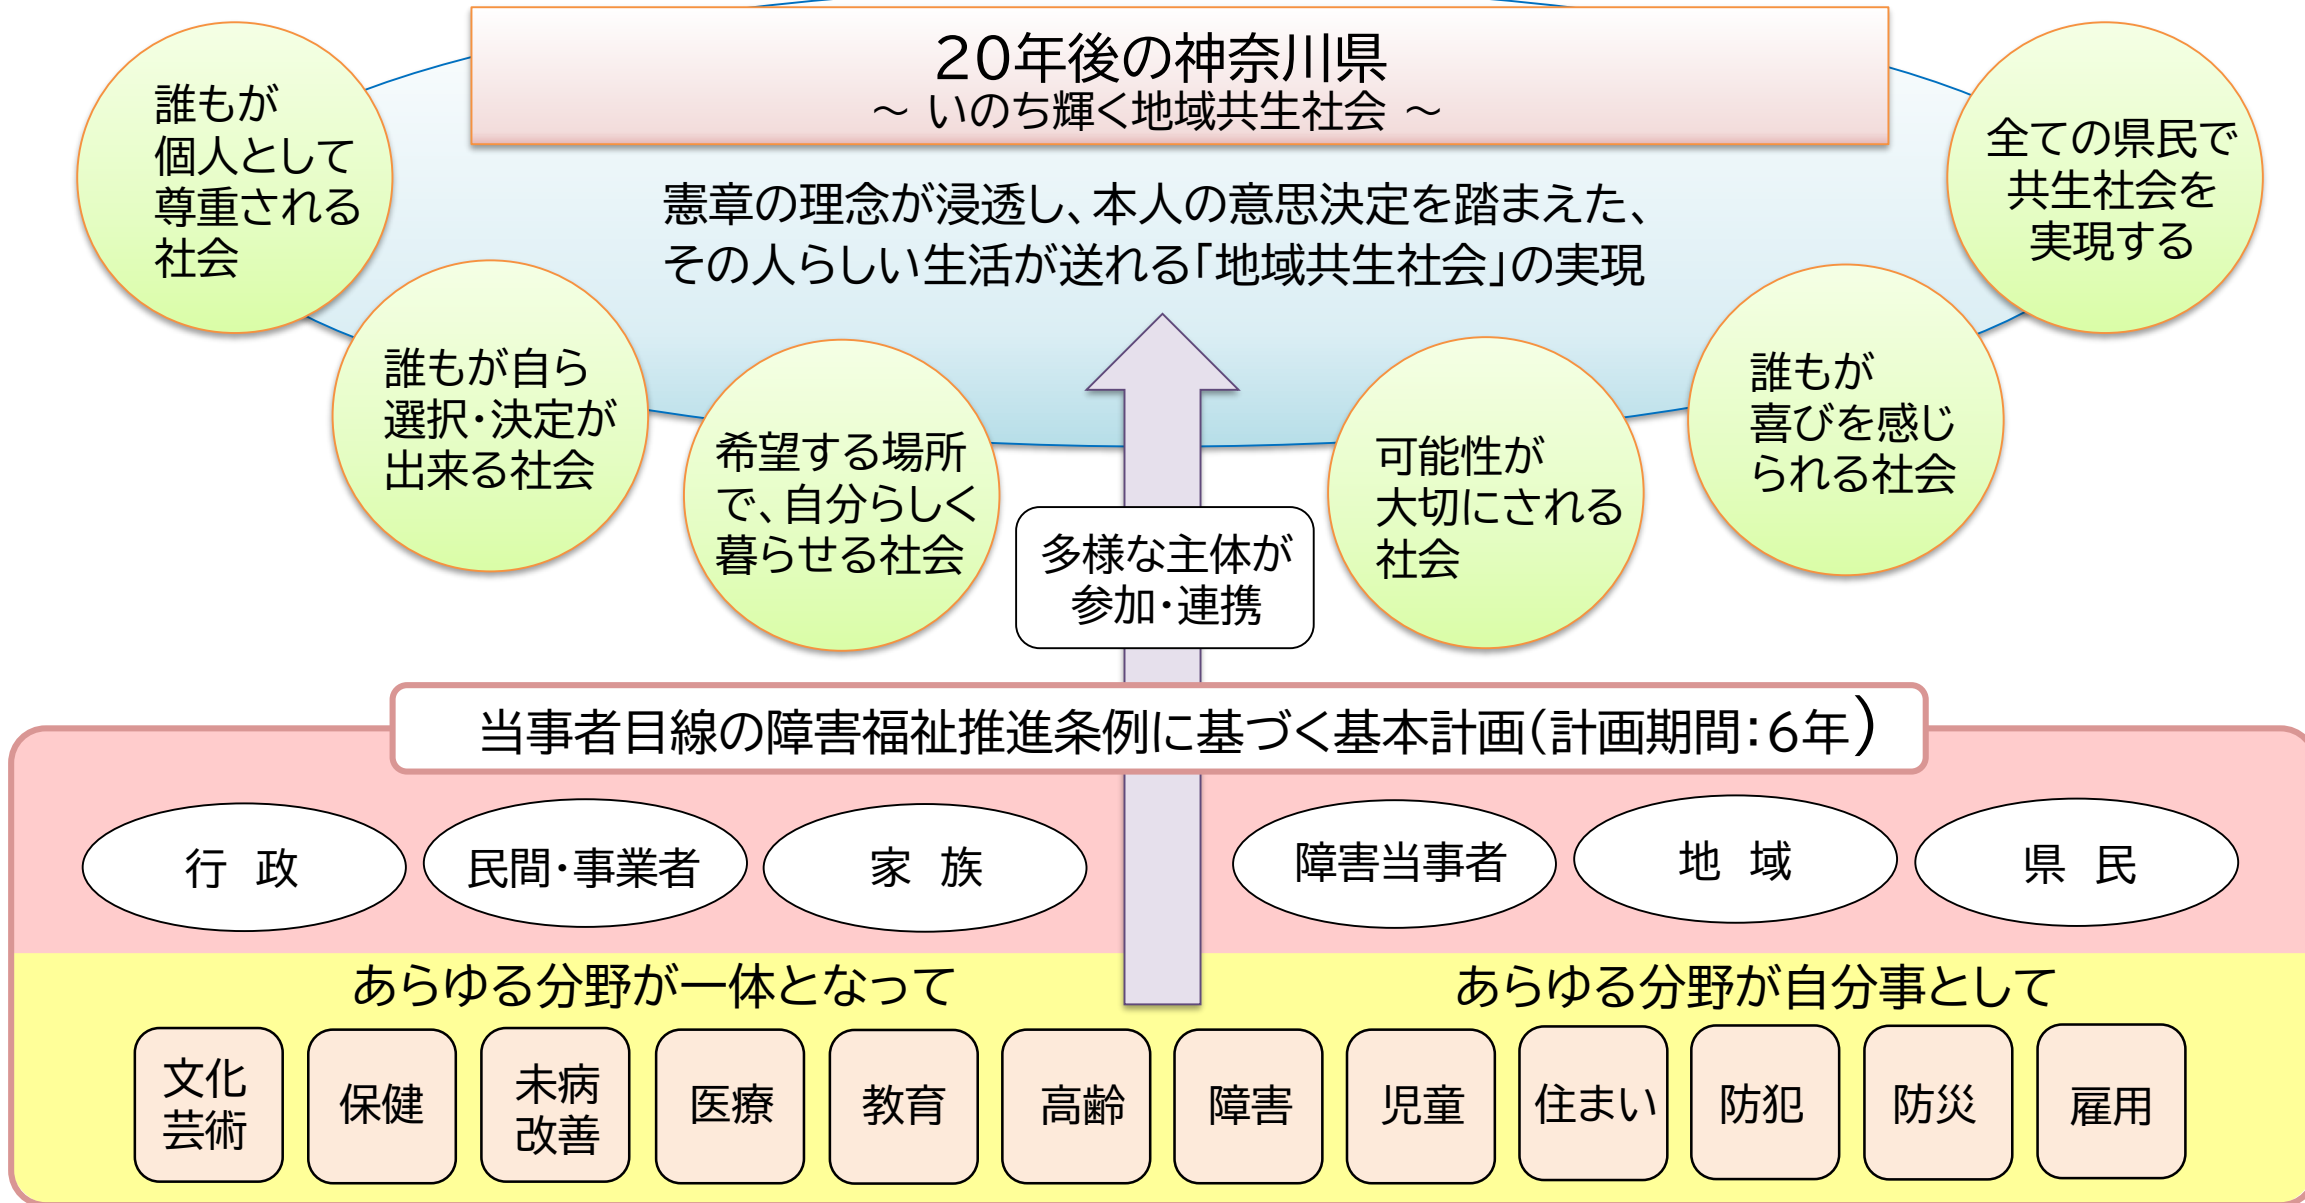 20年後の神奈川県
～ いのち輝く地域共生社会 ～
憲章の理念が浸透し、本人の意思決定を踏まえた、
その人らしい生活が送れる「地域共生社会」の実現
誰もが
個人として
尊重される
社会
誰もが自ら
選択・決定が
出来る社会
希望する場所
で、自分らしく
暮らせる社会
可能性が
大切にされる
社会
誰もが
喜びを感じ
られる社会
全ての県民で
共生社会を
実現する
多様な主体が
参加・連携
当事者目線の障害福祉推進条例に基づく基本計画(計画期間:6年)
行 政
民間・事業者
家 族
障害当事者
地 域
県 民
あらゆる分野が一体となって
あらゆる分野が自分事として
文化
芸術
保健
未病
改善
医療
教育
高齢
障害
児童
住まい
防犯
防災
雇用